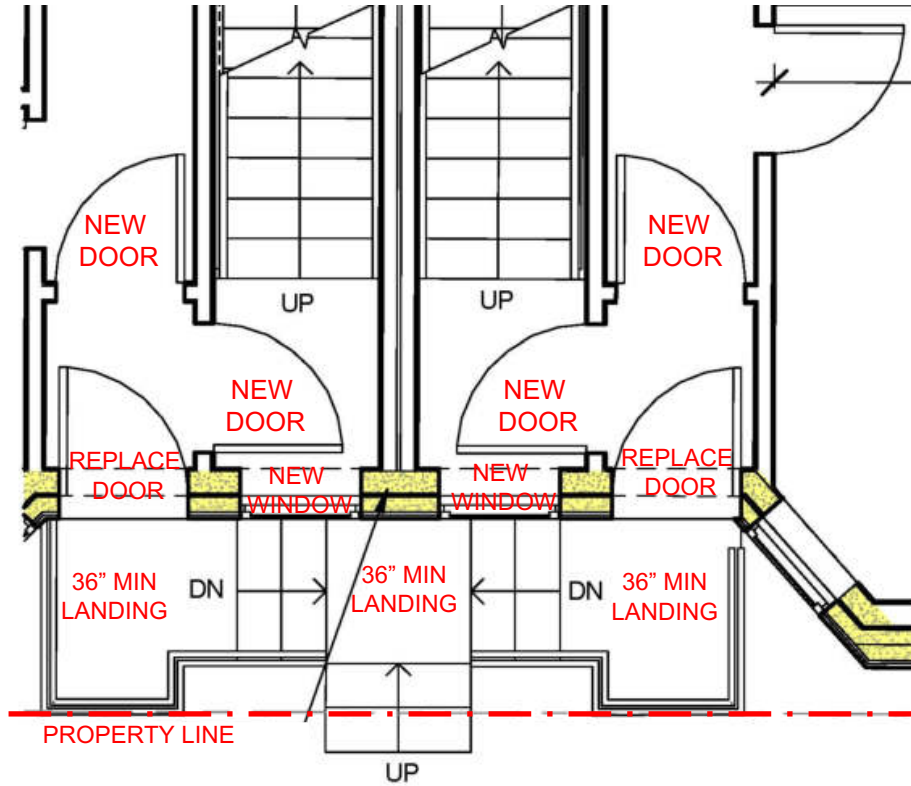 NEW
DOOR
NEW
DOOR
UP
UP
NEW
DOOR
NEW
DOOR
REPLACE
DOOR
NEW
WINDOW
NEW
WINDOW
REPLACE
DOOR
36” MIN
LANDING
DN
36” MIN
LANDING
DN
36” MIN
LANDING
PROPERTY LINE
UP